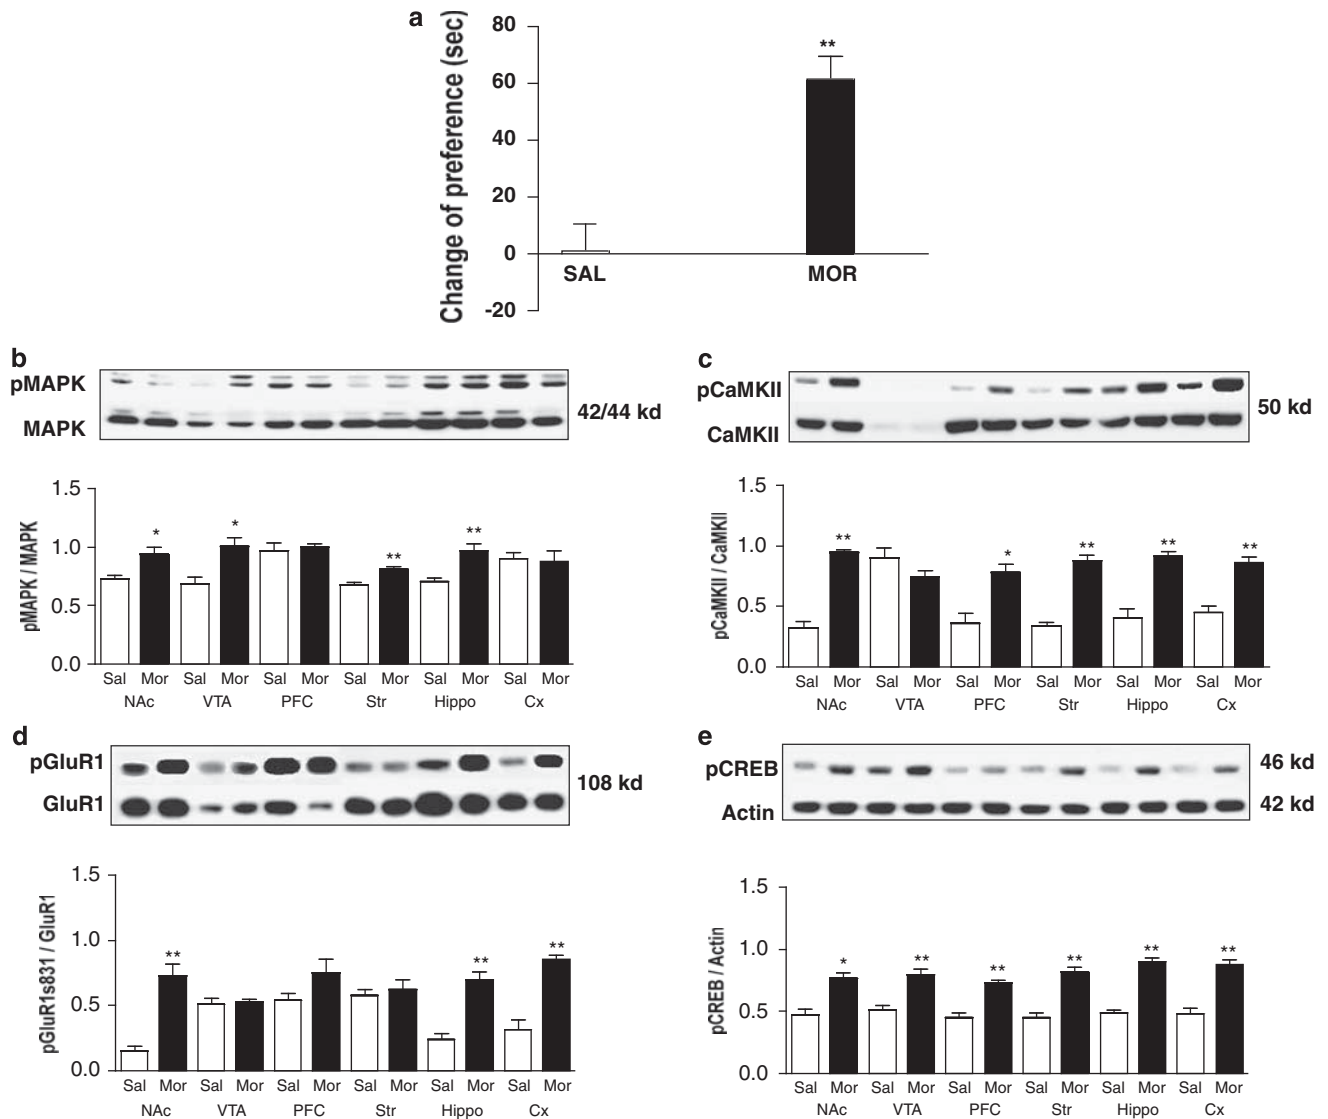 a
Change of preference (sec)
80
60
40
20
0
-20
**
SAL MOR
b
pMAPK
MAPK
42/44 kd
pMAPK / MAPK
1.5
1.0
0.5
0.0
* * ** **
Sal Mor Sal Mor Sal Mor Sal Mor Sal Mor Sal Mor
NAc VTA PFC Str Hippo Cx
c
pCaMKII
CaMKII
50 kd
pCaMKII / CaMKII
1.5
1.0
0.5
0.0
** * ** ** **
Sal Mor Sal Mor Sal Mor Sal Mor Sal Mor Sal Mor
NAc VTA PFC Str Hippo Cx
d
pGluR1
GluR1
108 kd
pGluR1s831 / GluR1
1.5
1.0
0.5
0.0
** ** **
Sal Mor Sal Mor Sal Mor Sal Mor Sal Mor Sal Mor
NAc VTA PFC Str Hippo Cx
e
pCREB
Actin
46 kd
42 kd
pCREB / Actin
1.5
1.0
0.5
0.0
* ** ** ** ** **
Sal Mor Sal Mor Sal Mor Sal Mor Sal Mor Sal Mor
NAc VTA PFC Str Hippo Cx